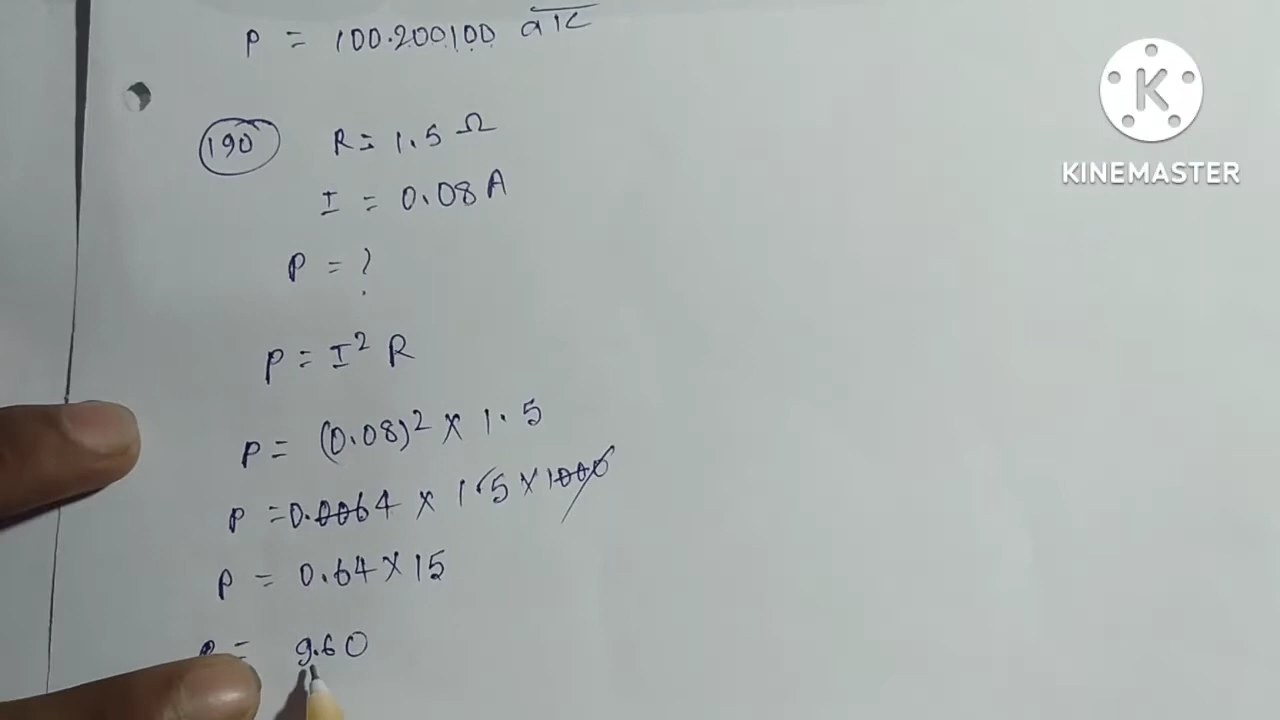 P = 100.200100
190 R = 1.5 Ω
I = 0.08 A
P = ?
P = I² R
P = (0.08)² × 1.5
P = 0.0064 × 1.5 × 1000
P = 0.64 × 15
P = 9.60
K
KINEMASTER